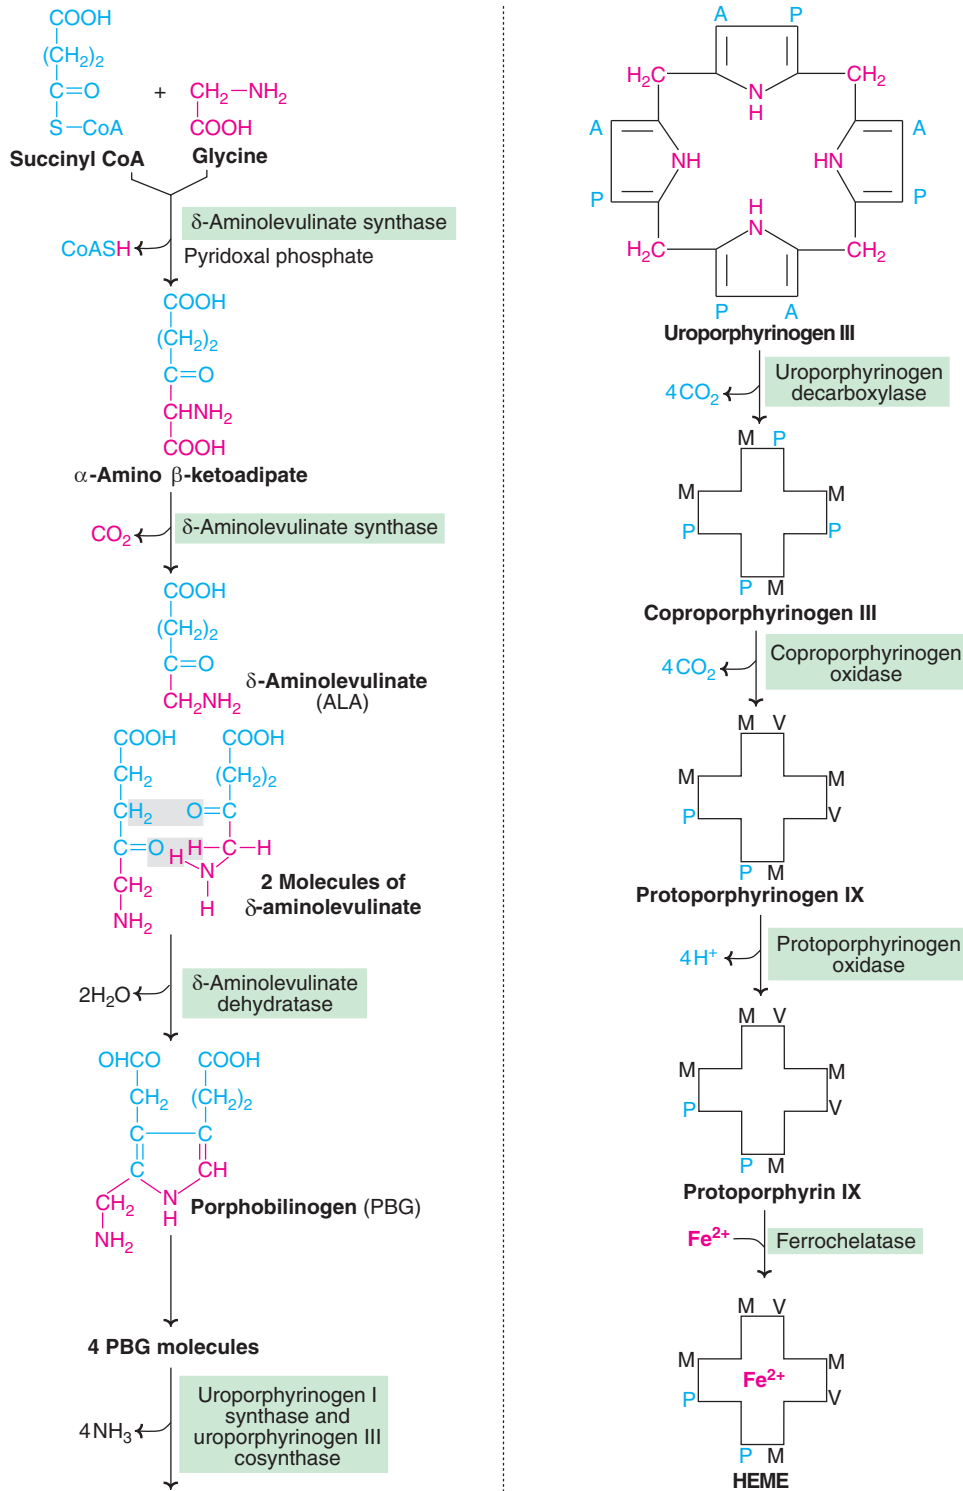 COOH
(CH₂)₂
C=O
S–CoA
Succinyl CoA
+
CH₂–NH₂
COOH
Glycine
δ-Aminolevulinate synthase
CoASH
Pyridoxal phosphate
COOH
(CH₂)₂
C=O
CHNH₂
COOH
α-Amino β-ketoadipate
CO₂
δ-Aminolevulinate synthase
COOH
(CH₂)₂
C=O
CH₂NH₂
δ-Aminolevulinate
(ALA)
COOH
CH₂
CH₂
C=O
CH₂
NH₂
COOH
(CH₂)₂
O=C
H–C–H
H N
H
2 Molecules of
δ-aminolevulinate
2H₂O
δ-Aminolevulinate
dehydratase
OHCO COOH
CH₂ (CH₂)₂
C C
C CH
CH₂ N
H
NH₂
Porphobilinogen (PBG)
4 PBG molecules
4NH₃
Uroporphyrinogen I
synthase and
uroporphyrinogen III
cosynthase
A P
H₂C CH₂
N
H
A A
NH HN
P P
H
N
H₂C CH₂
P A
Uroporphyrinogen III
4CO₂
Uroporphyrinogen
decarboxylase
M P
M M
P P
P M
Coproporphyrinogen III
4CO₂
Coproporphyrinogen
oxidase
M V
M M
P V
P M
Protoporphyrinogen IX
4H⁺
Protoporphyrinogen
oxidase
M V
M M
P V
P M
Protoporphyrin IX
Fe²⁺
Ferrochelatase
M V
M M
Fe²⁺
P V
P M
HEME